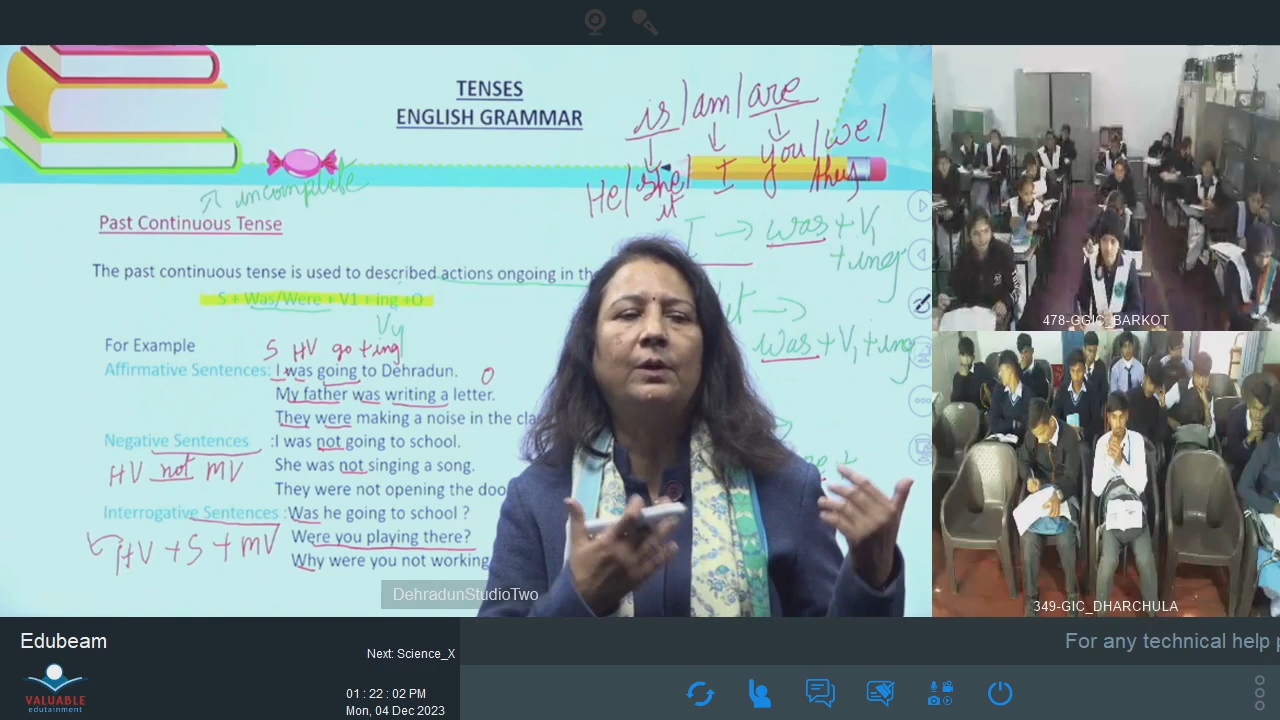 TENSES
ENGLISH GRAMMAR
is/am/are
He/she/ I you/we/
it they
incomplete
Past Continuous Tense
I → was + V,
+ ing
The past continuous tense is used to described actions ongoing in the
S + Was/Were + V1 + ing +O
it →
was + V, + ing
For Example
S HV go + ing
Affirmative Sentences: I was going to Dehradun.
O
My father was writing a letter.
They were making a noise in the
Negative Sentences :I was not going to school.
HV not MV
She was not singing a song.
They were not opening the
Interrogative Sentences :Was he going to school ?
HV + S + MV
Were you playing there?
Why were you not working
DehradunStudioTwo
478-GGIC_BARKOT
349-GIC_DHARCHULA
Edubeam
For any technical help
Next: Science_X
VALUABLE
edutainment
01 : 22 : 02 PM
Mon, 04 Dec 2023